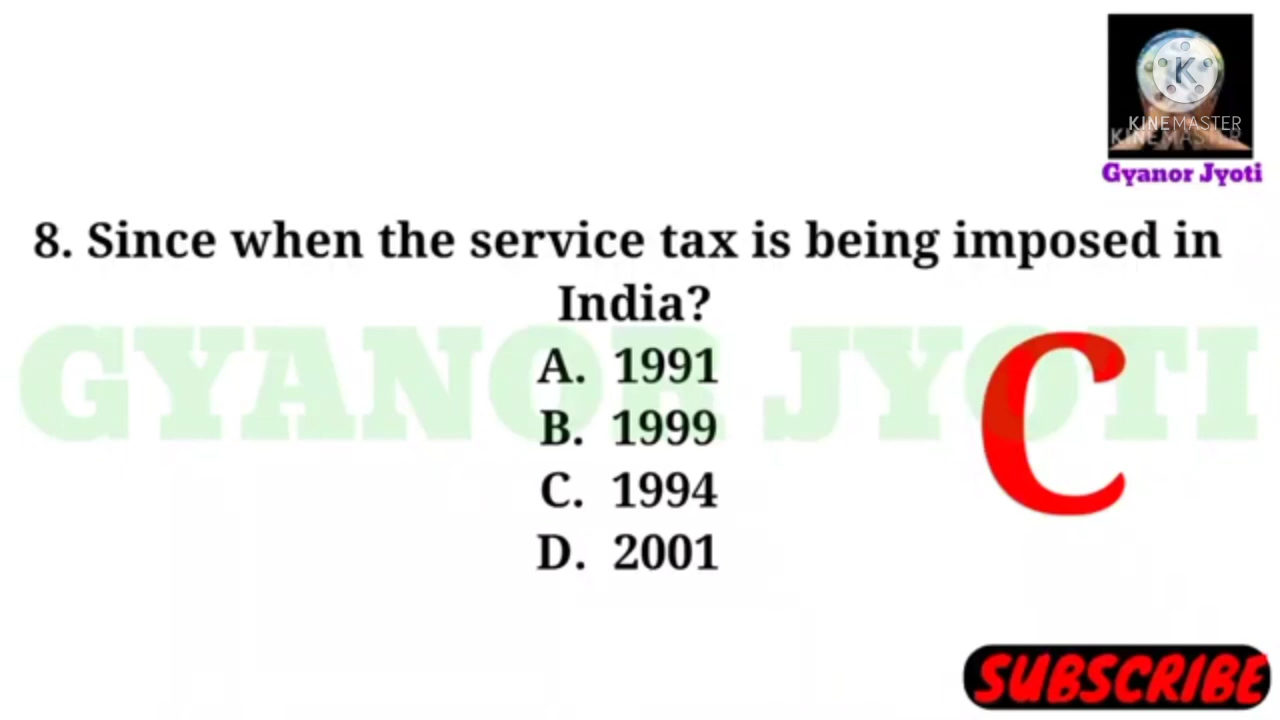 K
KINEMASTER
KINEMASTER
Gyanor Jyoti
8. Since when the service tax is being imposed in
India?
A. 1991
B. 1999
C. 1994
D. 2001
C
GYANOR JYOTI
SUBSCRIBE